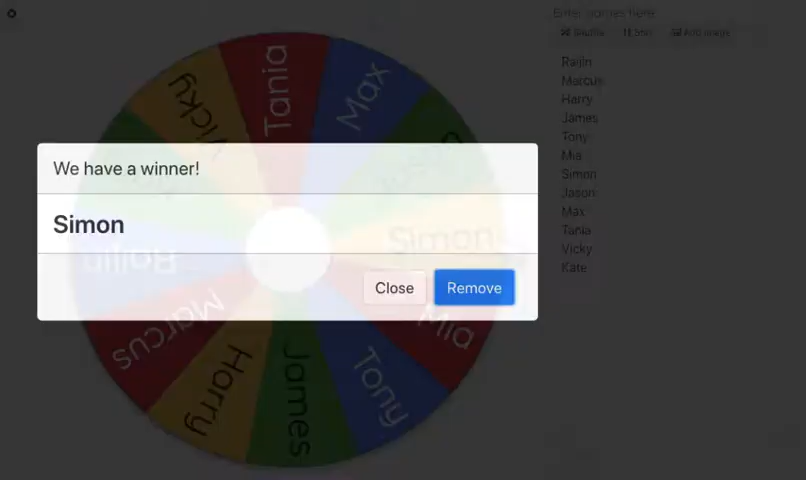 Enter names here
Shuffle Sort Add image
Raijin
Marcus
Harry
James
Tony
Mia
Simon
Jason
Max
Tania
Vicky
Kate
We have a winner!
Simon
Close Remove
Vicky
Tania
Max
Jason
Simon
Mia
Tony
James
Harry
Marcus
Raijin